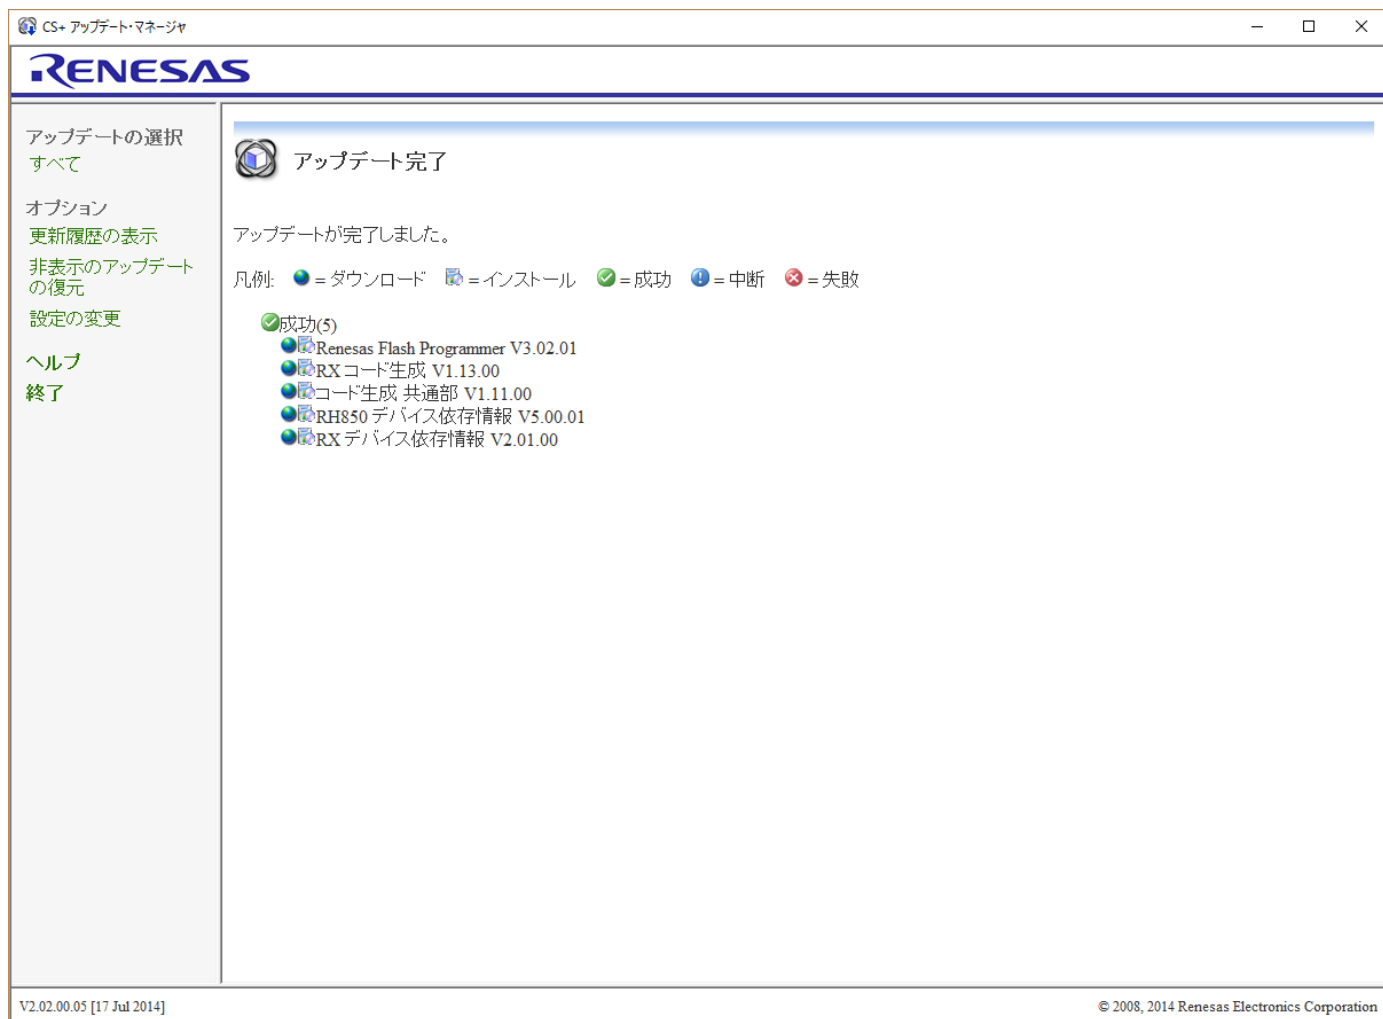 CS+ アップデート・マネージャ
RENESAS
アップデートの選択
すべて
オプション
更新履歴の表示
非表示のアップデート
の復元
設定の変更
ヘルプ
終了
アップデート完了
アップデートが完了しました。
凡例: =ダウンロード =インストール =成功 =中断 =失敗
成功(5)
Renesas Flash Programmer V3.02.01
RX コード生成 V1.13.00
コード生成 共通部 V1.11.00
RH850 デバイス依存情報 V5.00.01
RX デバイス依存情報 V2.01.00
V2.02.00.05 [17 Jul 2014]
© 2008, 2014 Renesas Electronics Corporation